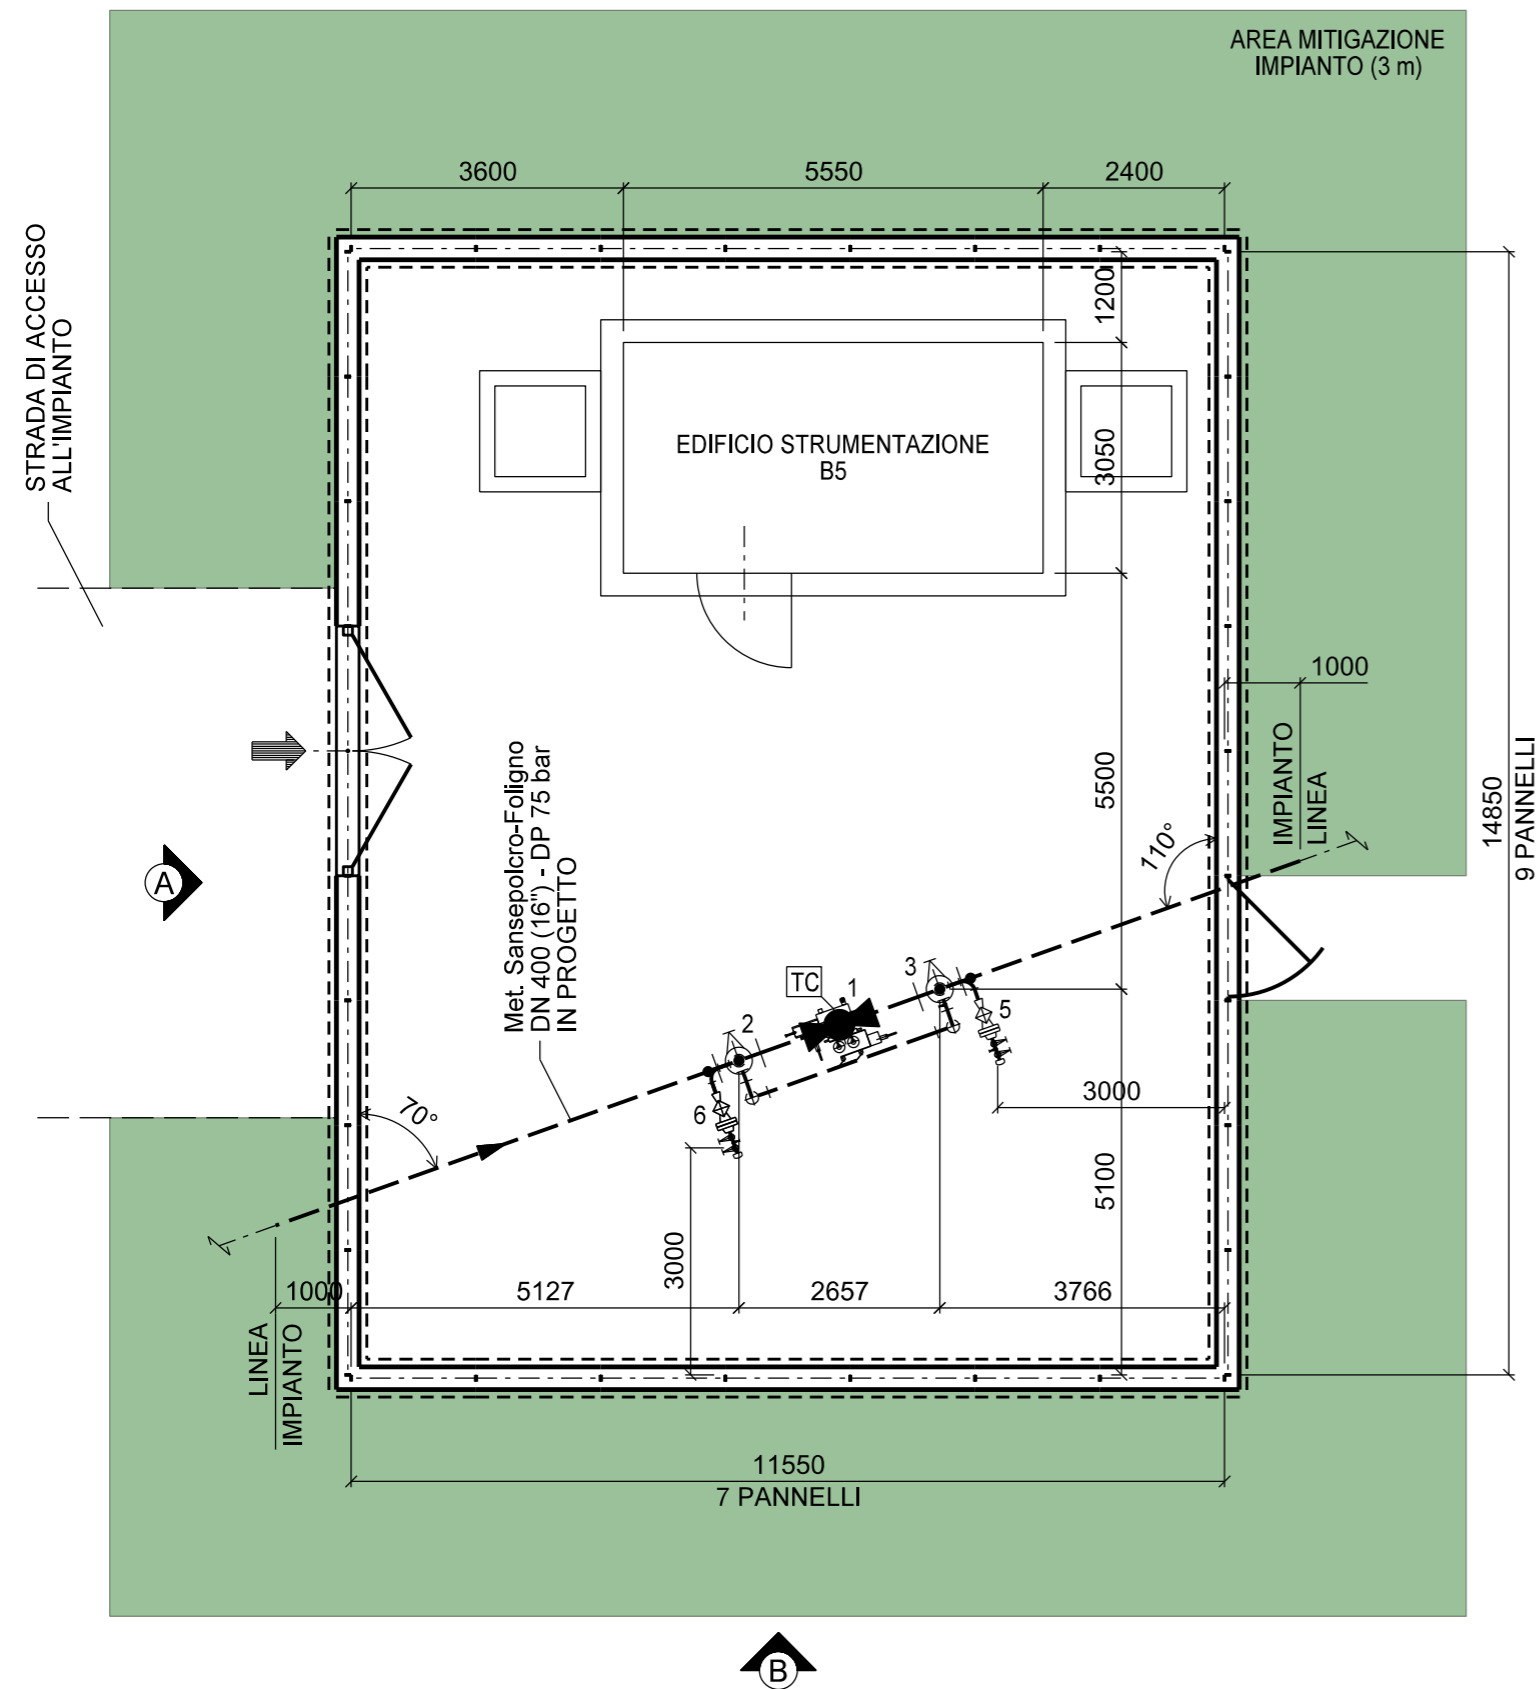 AREA MITIGAZIONE
IMPIANTO (3 m)
3600
5550
2400
STRADA DI ACCESSO
ALL'IMPIANTO
1200
EDIFICIO STRUMENTAZIONE
B5
3050
1000
IMPIANTO
LINEA
14850
9 PANNELLI
5500
110°
Met. Sansepolcro-Foligno
DN 400 (16") - DP 75 bar
IN PROGETTO
A
TC
1
3
2
5
6
70°
3000
5100
3000
1000
5127
2657
3766
LINEA
IMPIANTO
11550
7 PANNELLI
B